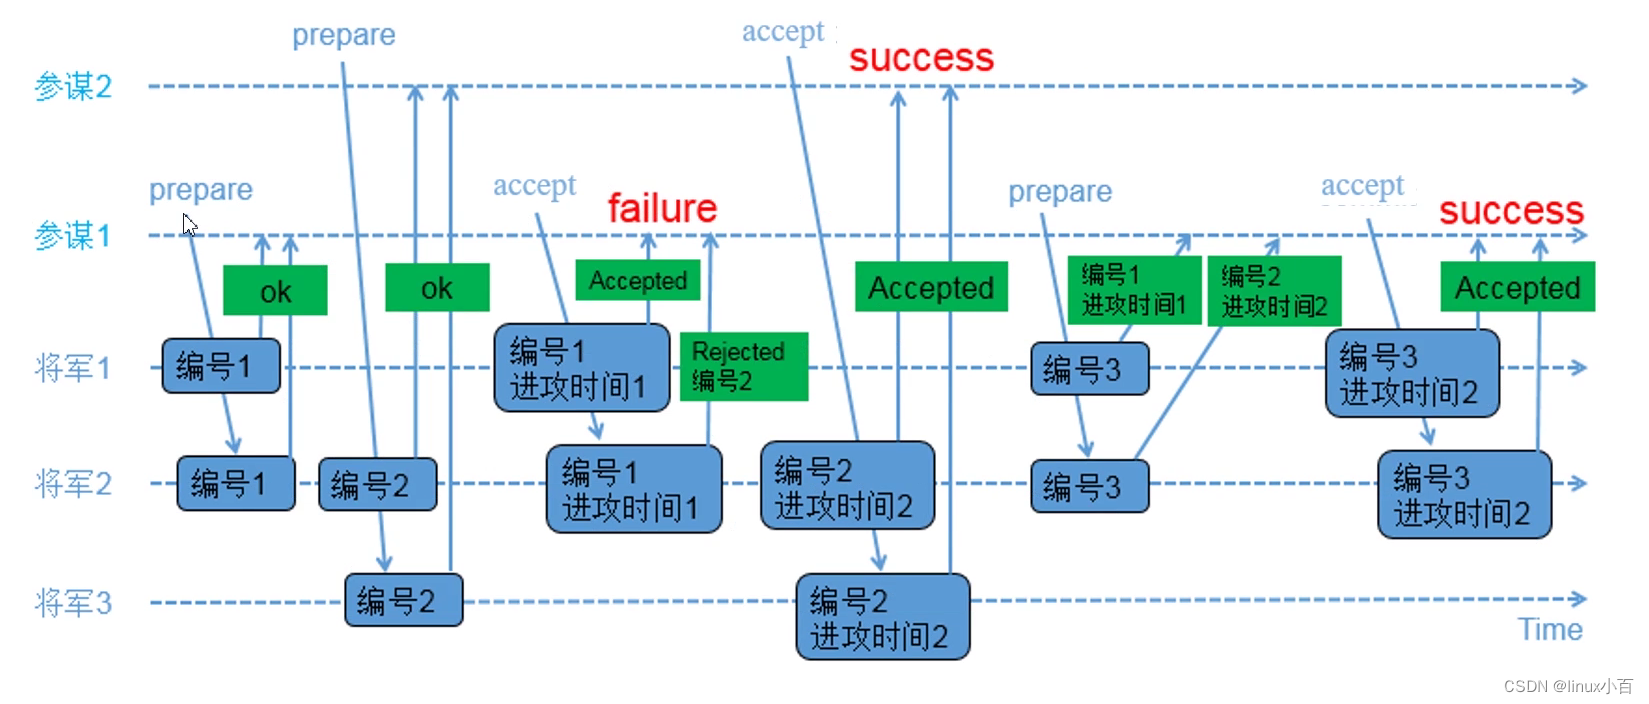 prepare
accept
success
参谋2
prepare
accept
failure
prepare
accept
success
参谋1
ok
ok
Accepted
Accepted
编号1
进攻时间1
编号2
进攻时间2
Accepted
将军1
编号1
编号1
进攻时间1
Rejected
编号2
编号3
编号3
进攻时间2
将军2
编号1
编号2
编号1
进攻时间1
编号2
进攻时间2
编号3
编号3
进攻时间2
将军3
编号2
编号2
进攻时间2
Time
CSDN @linux小百